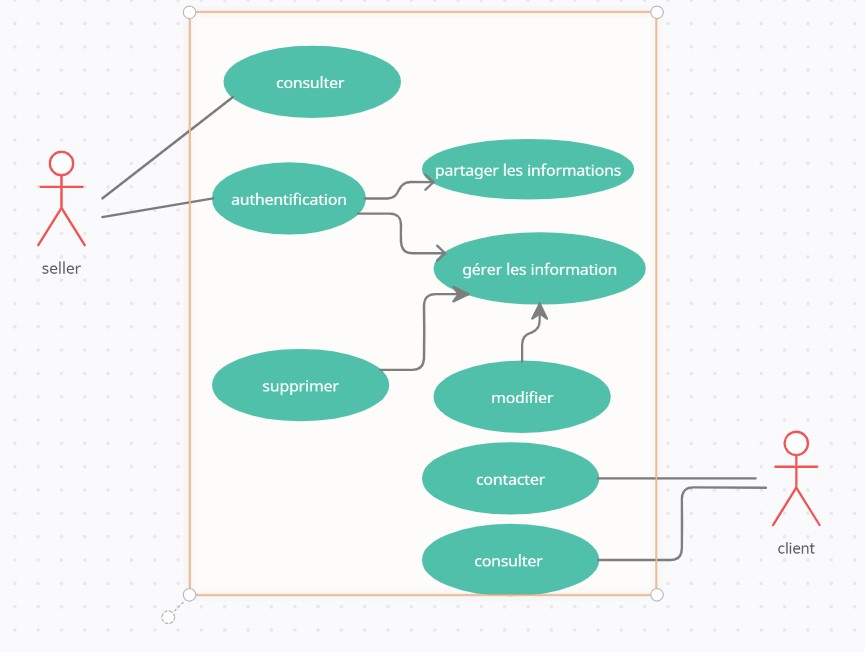 consulter
partager les informations
authentification
seller
gérer les information
supprimer
modifier
contacter
client
consulter